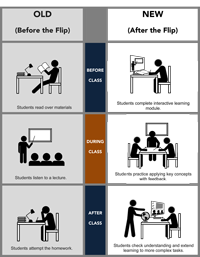 OLD
(Before the Flip)
NEW
(After the Flip)
BEFORE
CLASS
Students read over materials
Students complete interactive learning
module.
DURING
CLASS
Students listen to a lecture.
Students practice applying key concepts
with feedback.
AFTER
CLASS
Students attempt the homework.
Students check understanding and extend
learning to more complex tasks.